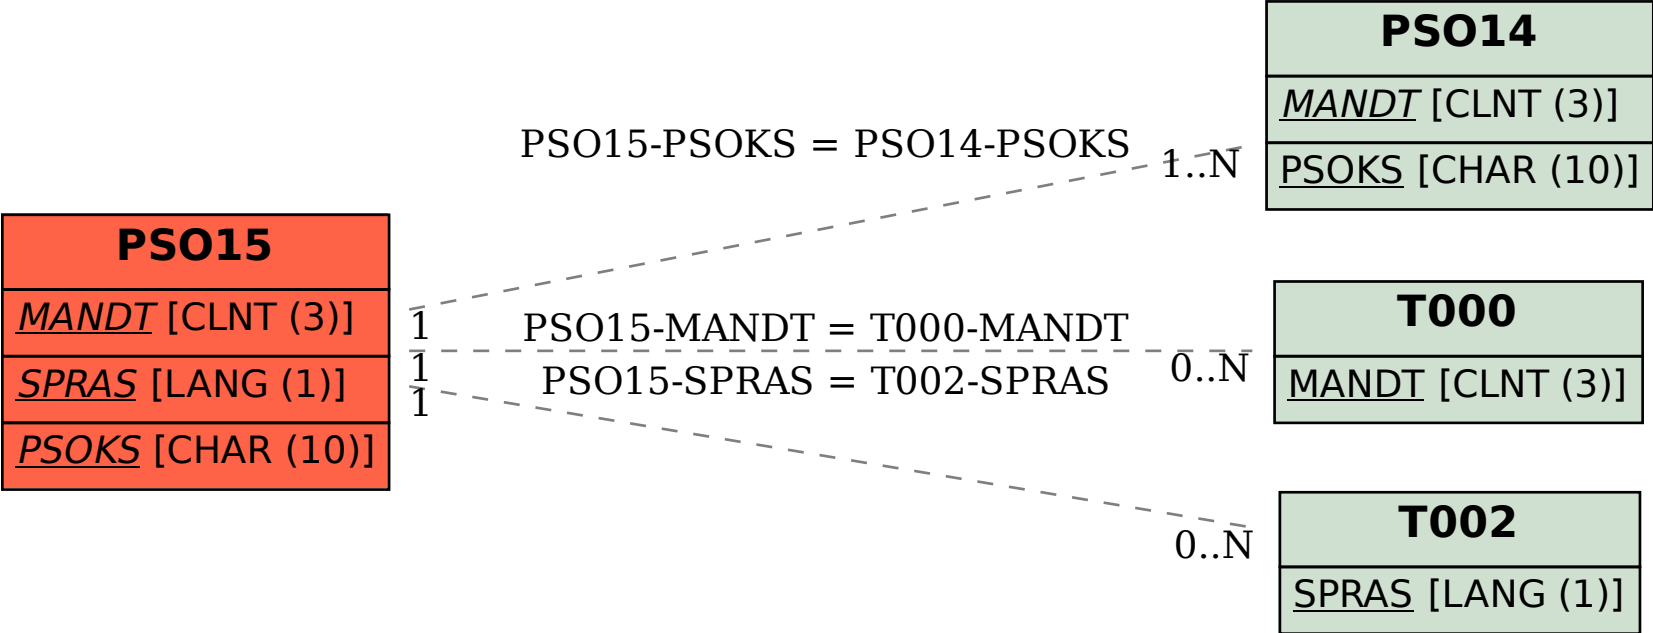 PSO14
MANDT [CLNT (3)]
PSOKS [CHAR (10)]
PSO15-PSOKS = PSO14-PSOKS
1..N
PSO15
MANDT [CLNT (3)]
SPRAS [LANG (1)]
PSOKS [CHAR (10)]
1
PSO15-MANDT = T000-MANDT
1
0..N
PSO15-SPRAS = T002-SPRAS
1
T000
MANDT [CLNT (3)]
0..N
T002
SPRAS [LANG (1)]